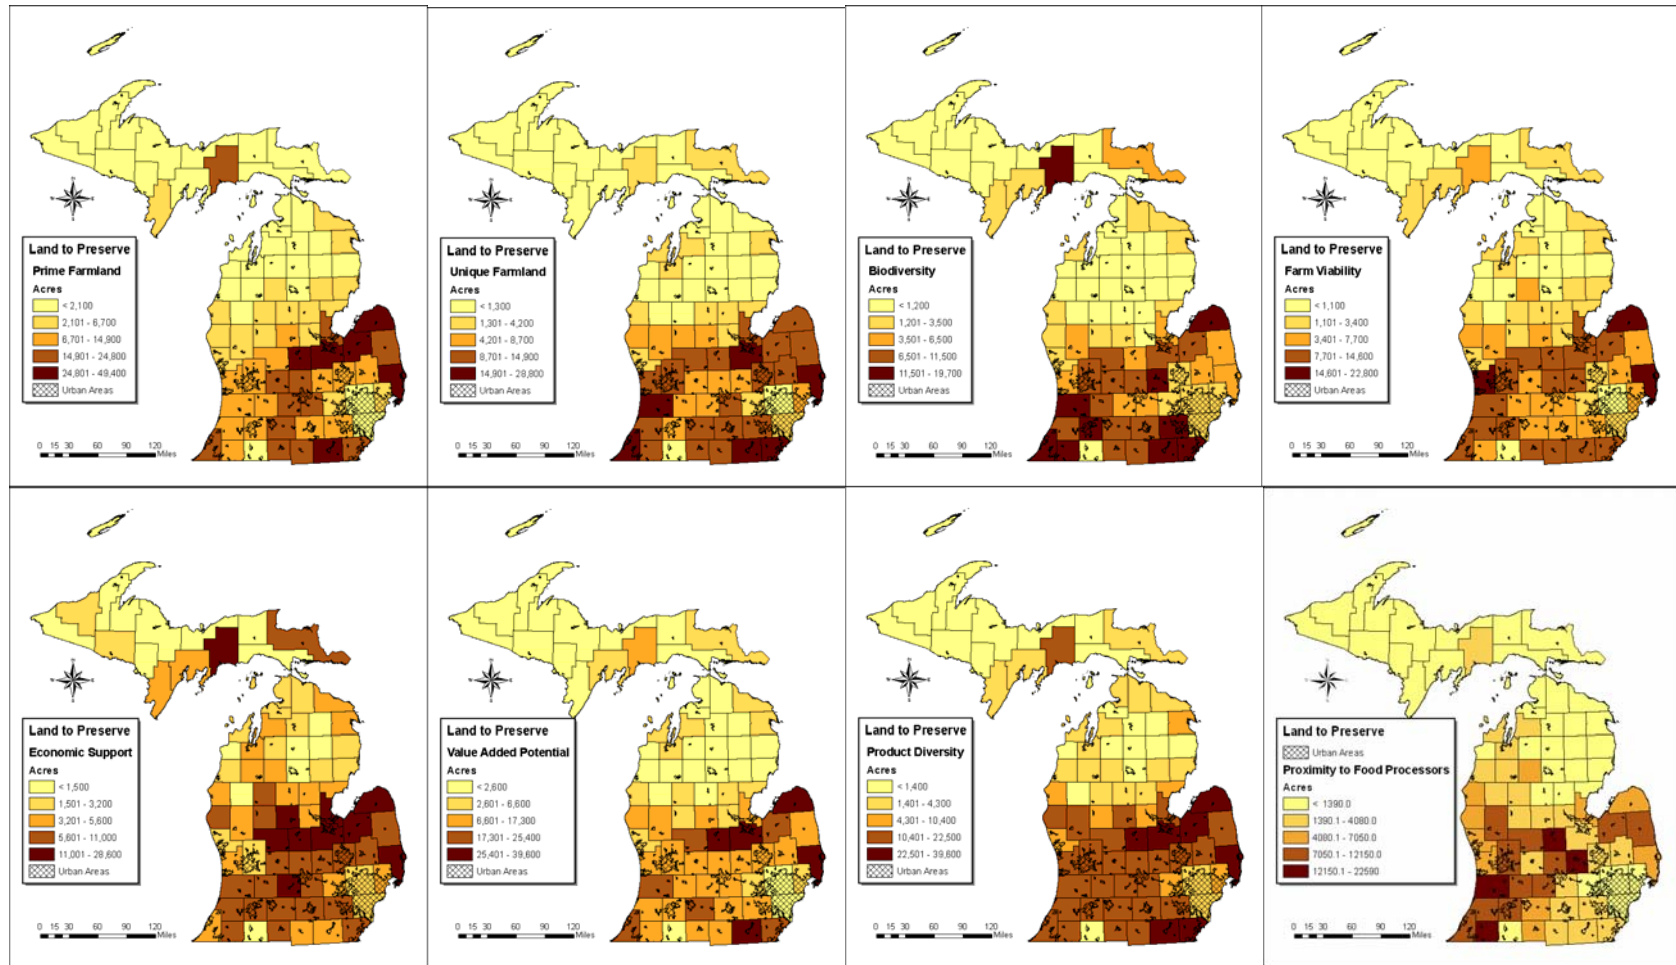 Land to Preserve
Prime Farmland
Acres
< 2,100
2,101 - 6,700
6,701 - 14,900
14,901 - 24,800
24,801 - 49,400
Urban Areas
0 15 30 60 90 120
Miles
Land to Preserve
Unique Farmland
Acres
< 1,300
1,301 - 4,200
4,201 - 8,700
8,701 - 14,900
14,901 - 28,800
Urban Areas
0 15 30 60 90 120
Miles
Land to Preserve
Biodiversity
Acres
< 1,200
1,201 - 3,500
3,501 - 6,500
6,501 - 11,500
11,501 - 19,700
Urban Areas
0 15 30 60 90 120
Miles
Land to Preserve
Farm Viability
Acres
< 1,100
1,101 - 3,400
3,401 - 7,700
7,701 - 14,600
14,601 - 22,800
Urban Areas
0 15 30 60 90 120
Miles
Land to Preserve
Economic Support
Acres
< 1,500
1,501 - 3,200
3,201 - 5,600
5,601 - 11,000
11,001 - 28,600
Urban Areas
0 15 30 60 90 120
Miles
Land to Preserve
Value Added Potential
Acres
< 2,600
2,601 - 6,600
6,601 - 17,300
17,301 - 25,400
25,401 - 39,600
Urban Areas
0 15 30 60 90 120
Miles
Land to Preserve
Product Diversity
Acres
< 1,400
1,401 - 4,300
4,301 - 10,400
10,401 - 22,500
22,501 - 39,600
Urban Areas
0 15 30 60 90 120
Miles
Land to Preserve
Urban Areas
Proximity to Food Processors
Acres
< 1390.0
1390.1 - 4080.0
4080.1 - 7050.0
7050.1 - 12150.0
12150.1 - 22590
0 15 30 60 90 120
Miles